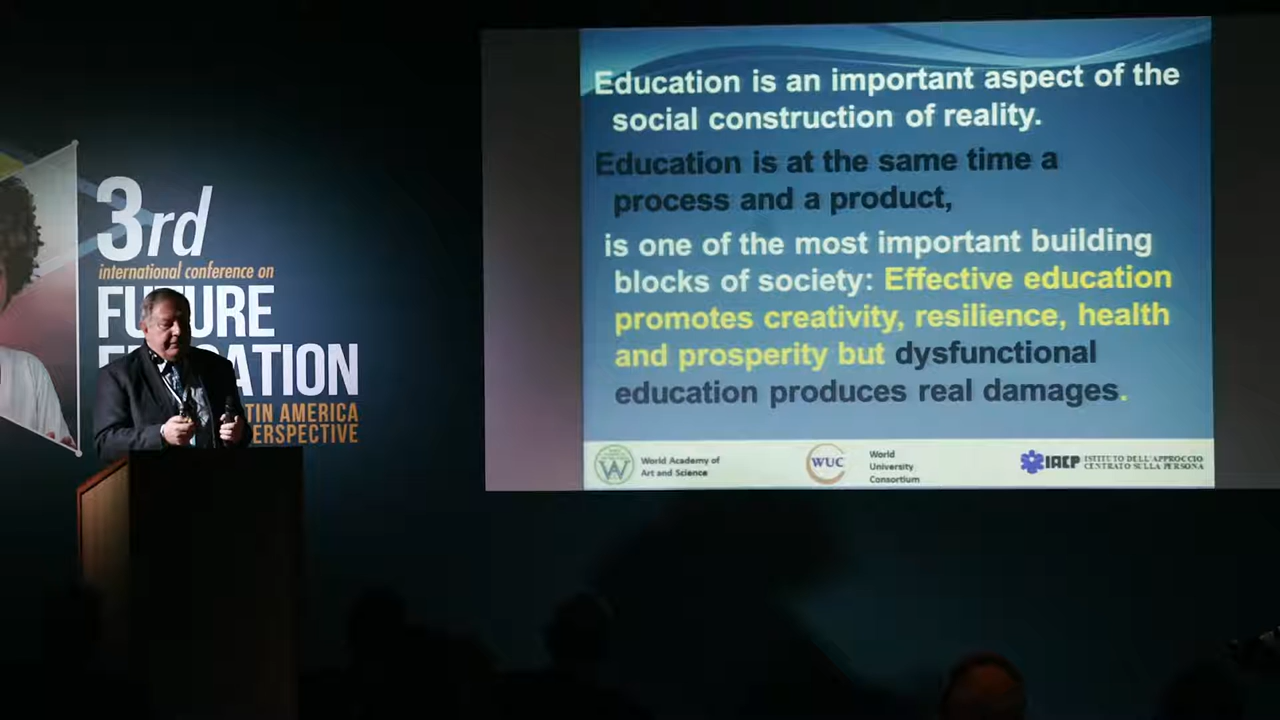 3rd
international conference on
FUTURE
ATION
TIN AMERICA
ERSPECTIVE
Education is an important aspect of the
social construction of reality.
Education is at the same time a
process and a product,
is one of the most important building
blocks of society: Effective education
promotes creativity, resilience, health
and prosperity but dysfunctional
education produces real damages.
World Academy of
Art and Science
WUC
World
University
Consortium
IACP
ISTITUTO DELL'APPROCCIO
CENTRATO SULLA PERSONA